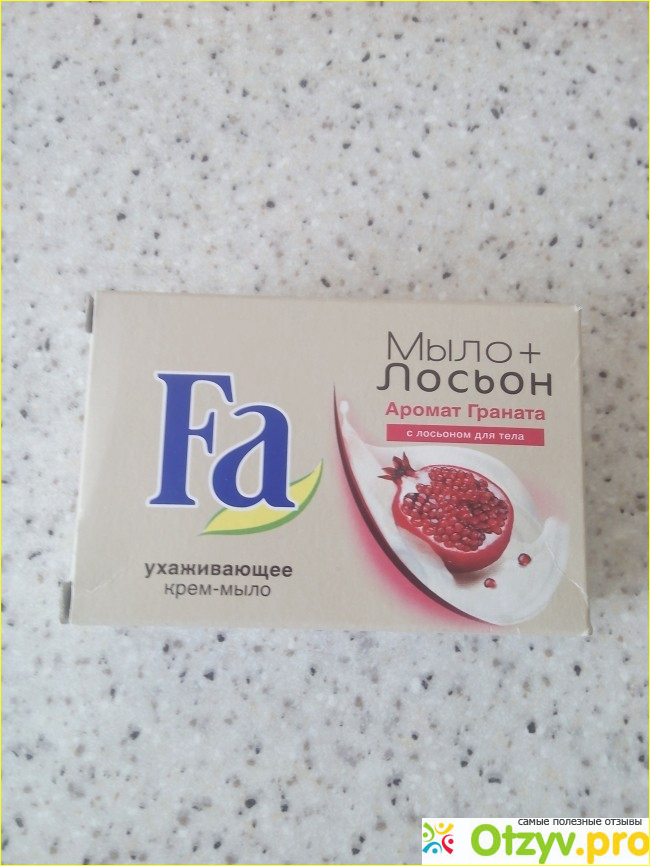 Fa
ухаживающее
крем-мыло
Мыло+
Лосьон
Аромат Граната
с лосьоном для тела
самые полезные отзывы
Otzyv.pro